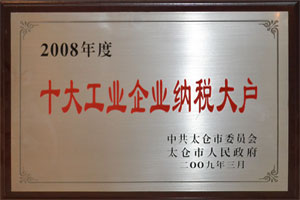 2008年度
十大工业企业纳税大户
中共太仓市委员会
太仓市人民政府
二〇〇九年三月